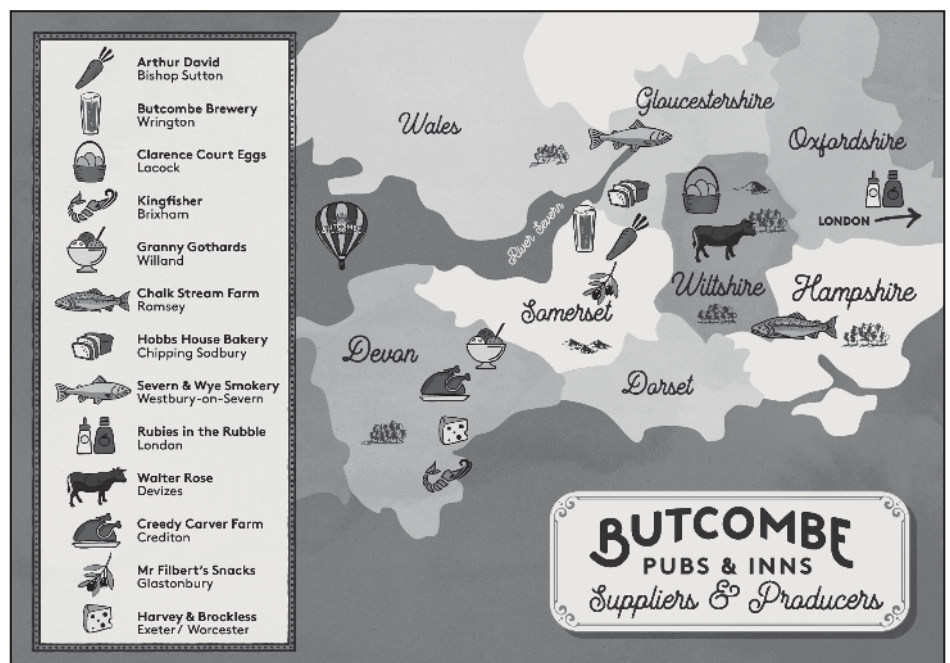 Arthur David
Bishop Sutton
Butcombe Brewery
Wrington
Clarence Court Eggs
Lacock
Kingfisher
Brixham
Granny Gothards
Willand
Chalk Stream Farm
Romsey
Hobbs House Bakery
Chipping Sodbury
Severn & Wye Smokery
Westbury-on-Severn
Rubies in the Rubble
London
Walter Rose
Devizes
Creedy Carver Farm
Crediton
Mr Filbert's Snacks
Glastonbury
Harvey & Brockless
Exeter / Worcester
Wales
Gloucestershire
Oxfordshire
LONDON
River Severn
BUTCOMBE
Wiltshire
Hampshire
Somerset
Devon
Dorset
BUTCOMBE
PUBS & INNS
Suppliers & Producers